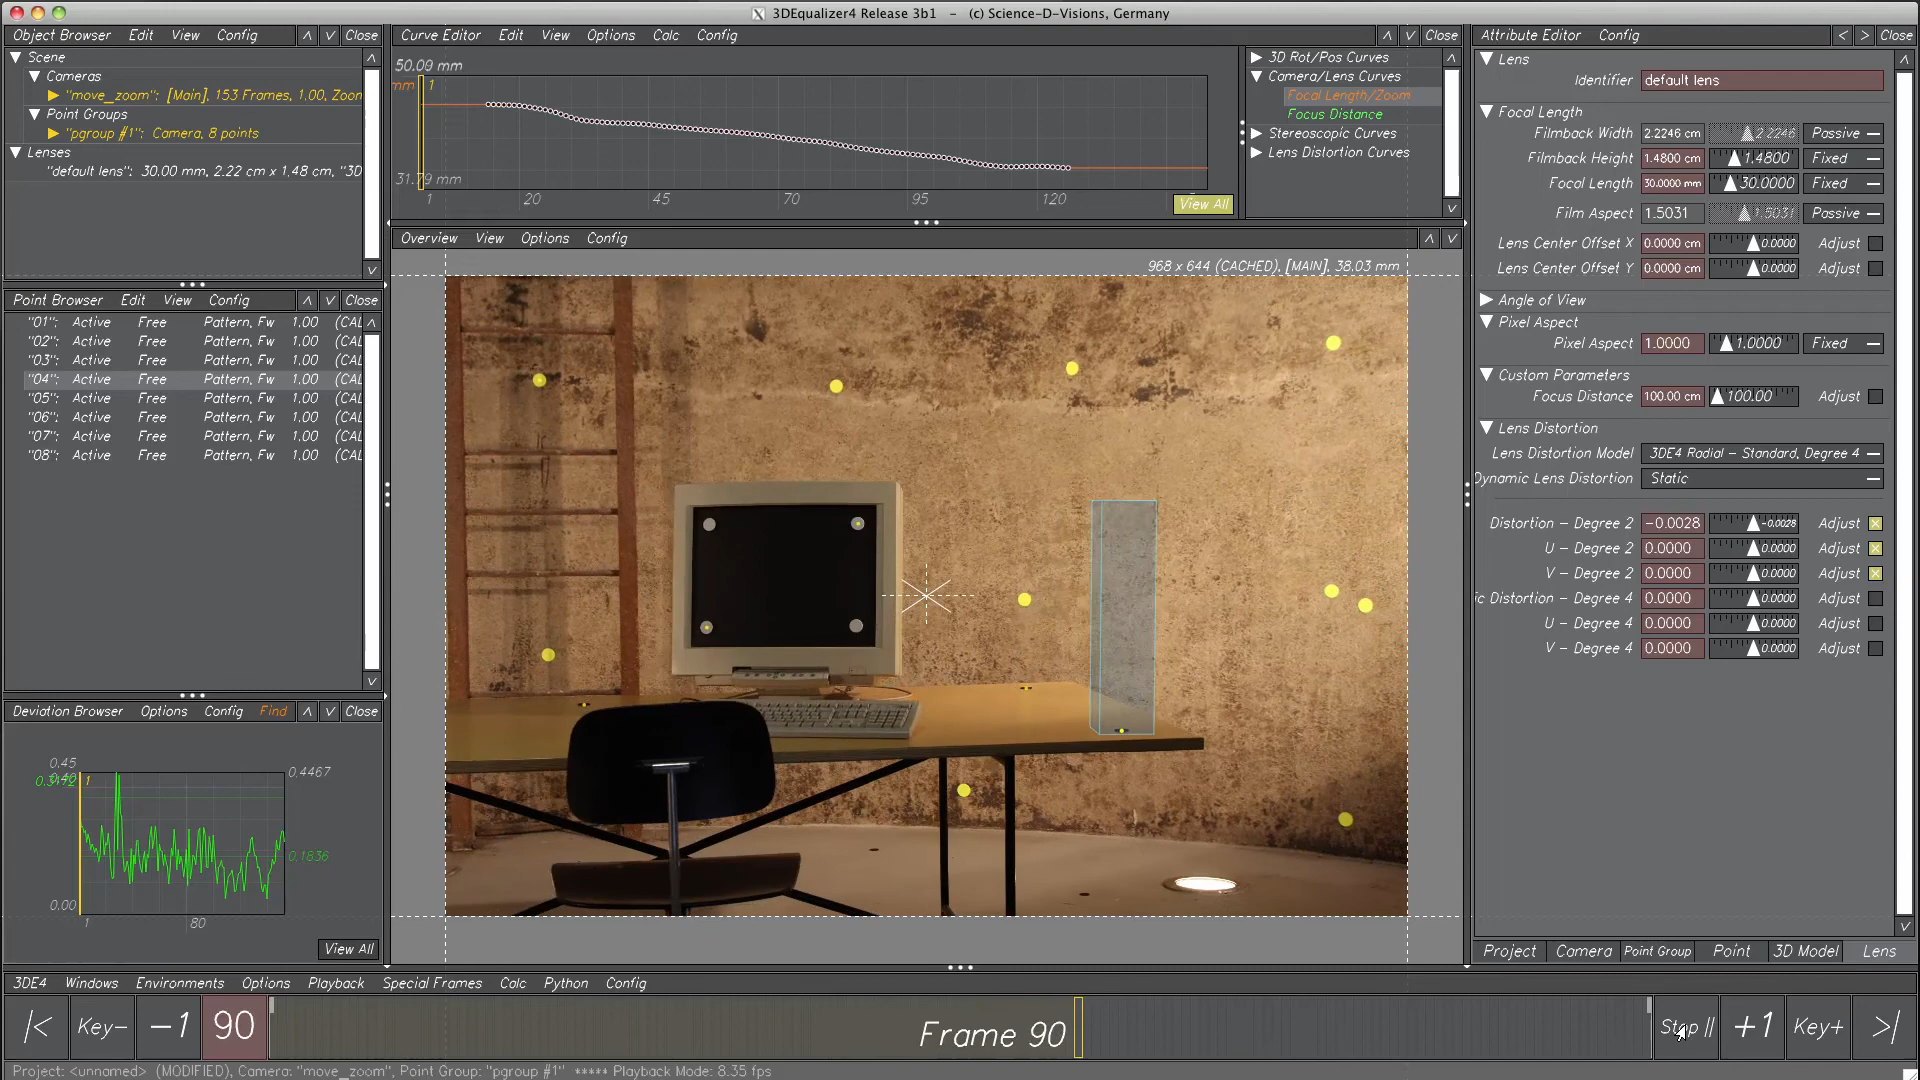 3DEqualizer4 Release 3b1 - (c) Science-D-Visions, Germany
Object Browser Edit View Config Close
Scene
Cameras
"move_zoom": [Main], 153 Frames, 1.00, Zoom
Point Groups
"pgroup #1": Camera, 8 points
Lenses
"default lens": 30.00 mm, 2.22 cm x 1.48 cm, "3D
Point Browser Edit View Config Close
"01": Active Free Pattern, Fw 1.00 (CAL
"02": Active Free Pattern, Fw 1.00 (CAL
"03": Active Free Pattern, Fw 1.00 (CAL
"04": Active Free Pattern, Fw 1.00 (CAL
"05": Active Free Pattern, Fw 1.00 (CAL
"06": Active Free Pattern, Fw 1.00 (CAL
"07": Active Free Pattern, Fw 1.00 (CAL
"08": Active Free Pattern, Fw 1.00 (CAL
Deviation Browser Options Config Find Close
0.45
1
0.4467
0.1836
0.00
1 80
View All
Curve Editor Edit View Options Calc Config Close
50.00 mm
mm 1
mm
1 20 45 70 95 120
View All
3D Rot/Pos Curves
Camera/Lens Curves
Focal Length/Zoom
Focus Distance
Stereoscopic Curves
Lens Distortion Curves
Overview View Options Config
968 x 644 (CACHED), [MAIN], 38.03 mm
Attribute Editor Config < > Close
Lens
Identifier default lens
Focal Length
Filmback Width 2.2246 cm 2.2246 Passive
Filmback Height 1.4800 cm 1.4800 Fixed
Focal Length 30.0000 mm 30.0000 Fixed
Film Aspect 1.5031 1.5031 Passive
Lens Center Offset X 0.0000 cm 0.0000 Adjust
Lens Center Offset Y 0.0000 cm 0.0000 Adjust
Angle of View
Pixel Aspect
Pixel Aspect 1.0000 1.0000 Fixed
Custom Parameters
Focus Distance 100.00 cm 100.00 Adjust
Lens Distortion
Lens Distortion Model 3DE4 Radial - Standard, Degree 4
Dynamic Lens Distortion Static
Distortion - Degree 2 -0.0028 -0.0028 Adjust
U - Degree 2 0.0000 0.0000 Adjust
V - Degree 2 0.0000 0.0000 Adjust
ic Distortion - Degree 4 0.0000 0.0000 Adjust
U - Degree 4 0.0000 0.0000 Adjust
V - Degree 4 0.0000 0.0000 Adjust
Project Camera Point Group Point 3D Model Lens
3DE4 Windows Environments Options Playback Special Frames Calc Python Config
|< Key- -1 90 Frame 90 Stop || +1 Key+ >|
Project: <unnamed> (MODIFIED), Camera: "move_zoom", Point Group: "pgroup #1" ***** Playback Mode: 8.35 fps